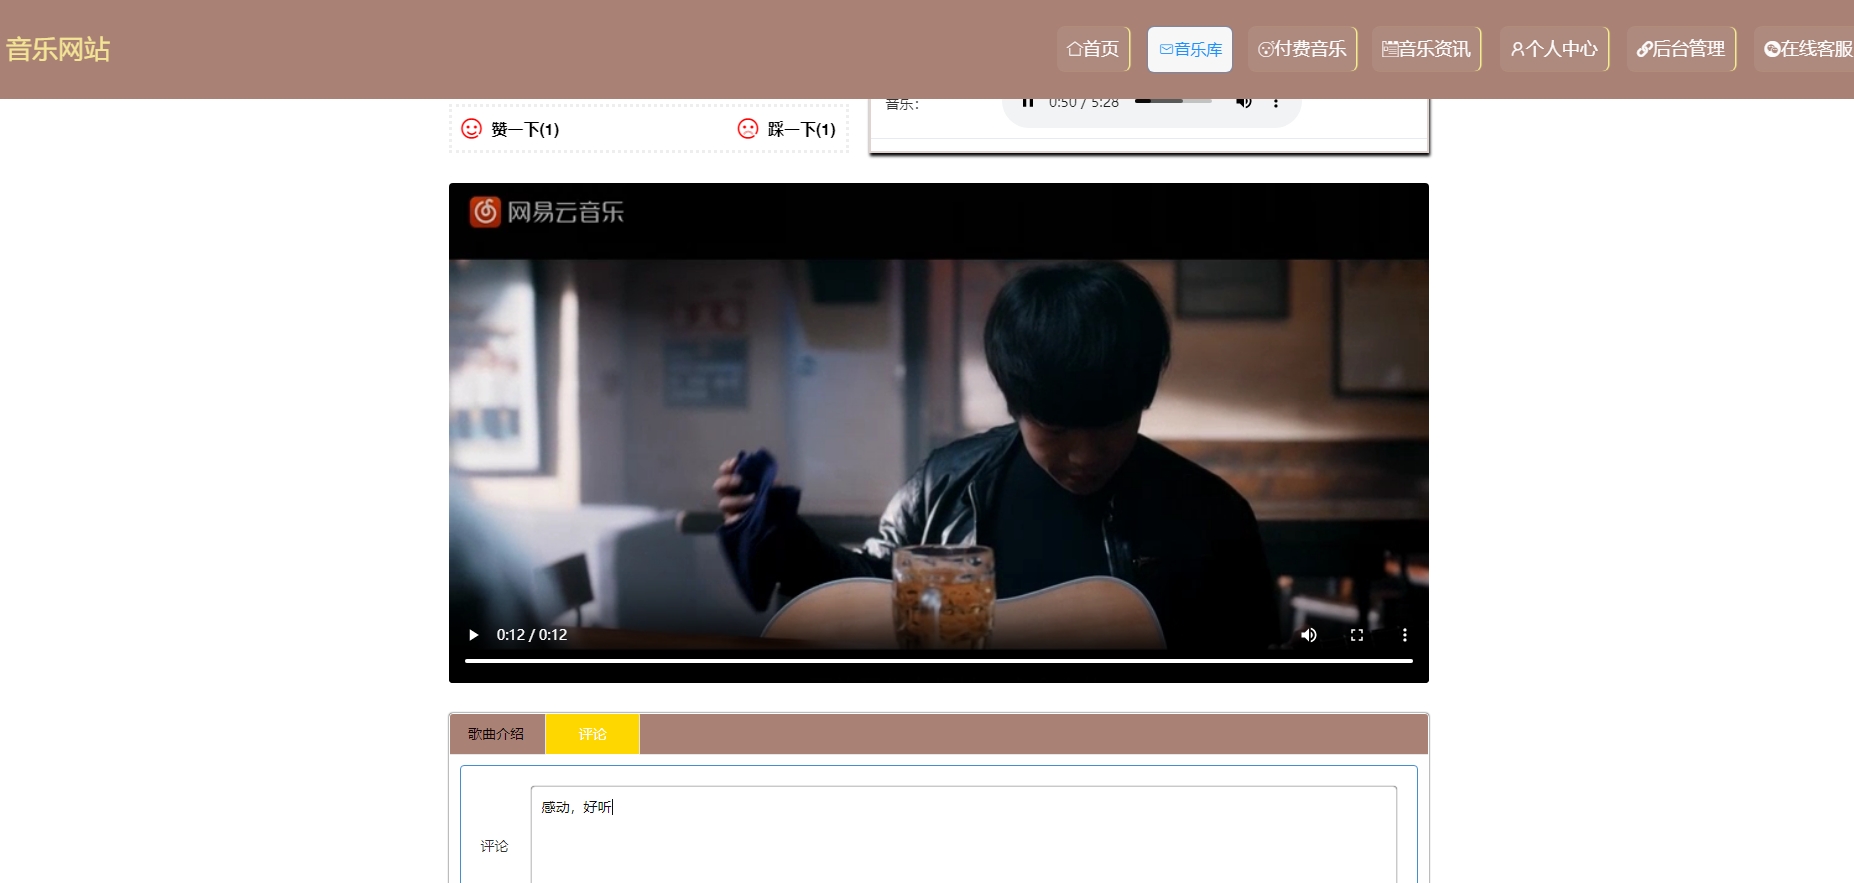 音乐网站
首页 音乐库 付费音乐 音乐资讯 个人中心 后台管理 在线客服
音乐：
0:50 / 5:28
赞一下(1) 踩一下(1)
网易云音乐
0:12 / 0:12
歌曲介绍 评论
感动，好听
评论